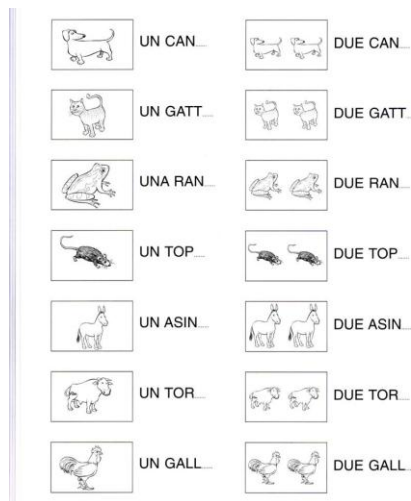 UN CAN...... DUE CAN......
UN GATT...... DUE GATT......
UNA RAN...... DUE RAN......
UN TOP...... DUE TOP......
UN ASIN...... DUE ASIN......
UN TOR...... DUE TOR......
UN GALL...... DUE GALL......